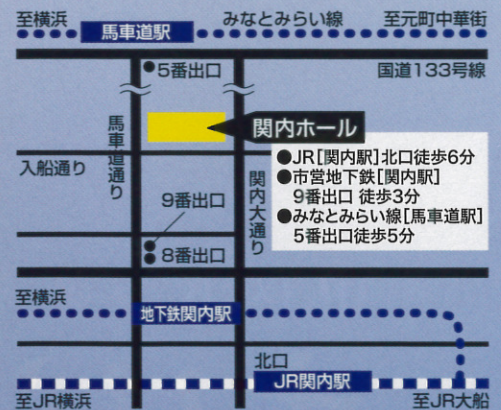 至横浜
みなとみらい線
至元町中華街
馬車道駅
5番出口
国道133号線
関内ホール
馬車道通り
●JR[関内駅]北口徒歩6分
●市営地下鉄[関内駅]
9番出口 徒歩3分
●みなとみらい線[馬車道駅]
5番出口徒歩5分
入船通り
関内大通り
9番出口
8番出口
至横浜
地下鉄関内駅
北口
JR関内駅
至JR横浜
至JR大船